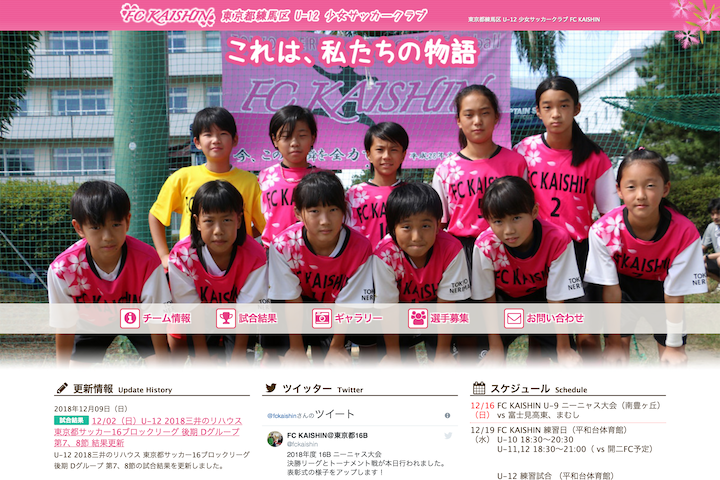 FC KAISHIN 東京都練馬区 U-12 少女サッカークラブ
東京都練馬区 U-12 少女サッカークラブ FC KAISHIN
これは、私たちの物語
FC KAISHIN
FC KAISHIN
FC KAISHIN
2
チーム情報 試合結果 ギャラリー 選手募集 お問い合わせ
更新情報 Update History
2018年12月09日（日）
試合結果 12/02（日）U-12 2018三井のリハウス
東京都サッカー16ブロックリーグ 後期 Dグループ
第7、8節 結果更新
U-12 2018三井のリハウス 東京都サッカー16ブロックリーグ
後期 Dグループ 第7、8節の試合結果を更新しました。
ツイッター Twitter
@fckaishinさんのツイート
FC KAISHIN@東京都16B
@fckaishin
2018年度 16B ニーニャス大会
決勝リーグとトーナメント戦が本日行われました。
表彰式の様子をアップします！
スケジュール Schedule
12/16 FC KAISHIN U-9 ニーニャス大会（南豊ヶ丘）
（日） vs 富士見高東、まむし
12/19 FC KAISHIN 練習日（平和台体育館）
（水） U-10 18:30〜20:30
U-11,12 18:30〜21:00（ vs 開二FC予定）
U-12 練習試合 （平和台体育館）